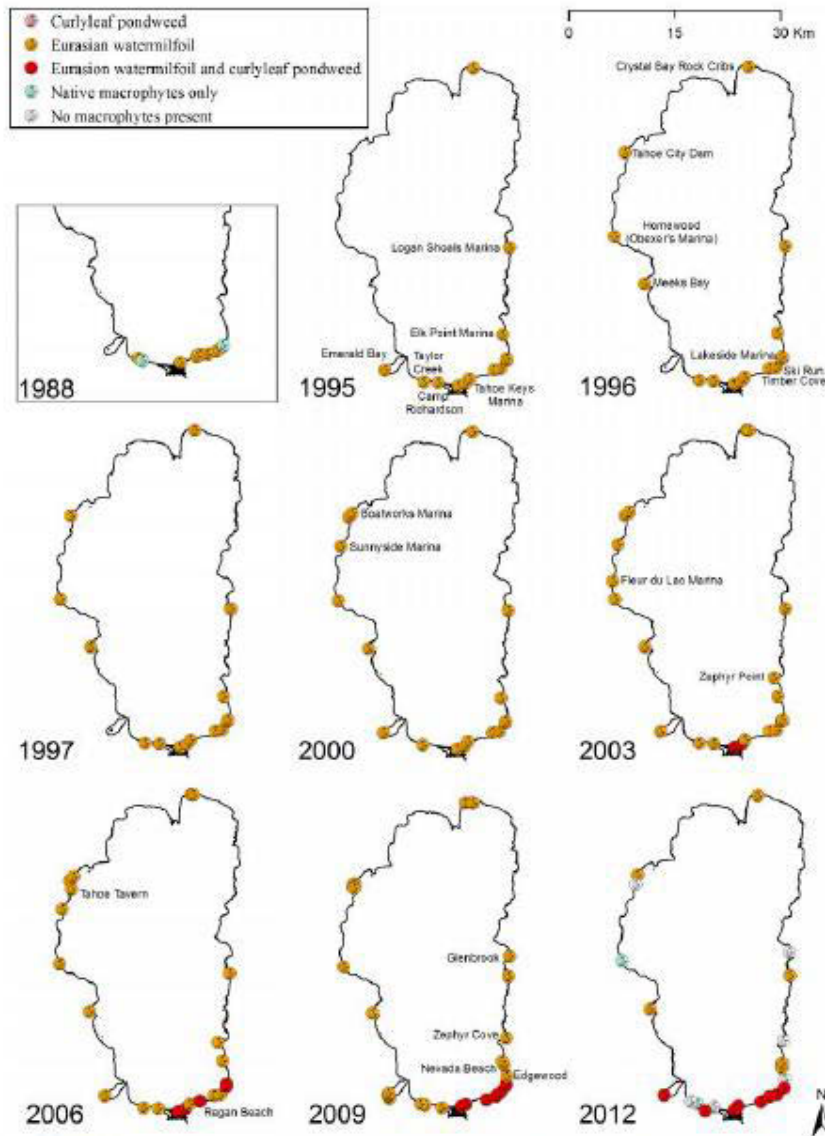 Curlyleaf pondweed
Eurasian watermilfoil
Eurasion watermilfoil and curlyleaf pondweed
Native macrophytes only
No macrophytes present
0 15 30 Km
1988
Logan Shoals Marina
Elk Point Marina
Emerald Bay
Taylor
Creek
Camp
Richardson
Tahoe Keys
Marina
1995
Crystal Bay Rock Cribs
Tahoe City Dam
Homewood
(Obexer's Marina)
Meeks Bay
Lakeside Marina
Ski Run
Timber Cove
1996
1997
Boatworks Marina
Sunnyside Marina
2000
Fleur du Lac Marina
Zephyr Point
2003
Tahoe Tavern
Regan Beach
2006
Glenbrook
Zephyr Cove
Nevada Beach
Edgewood
2009
2012
N